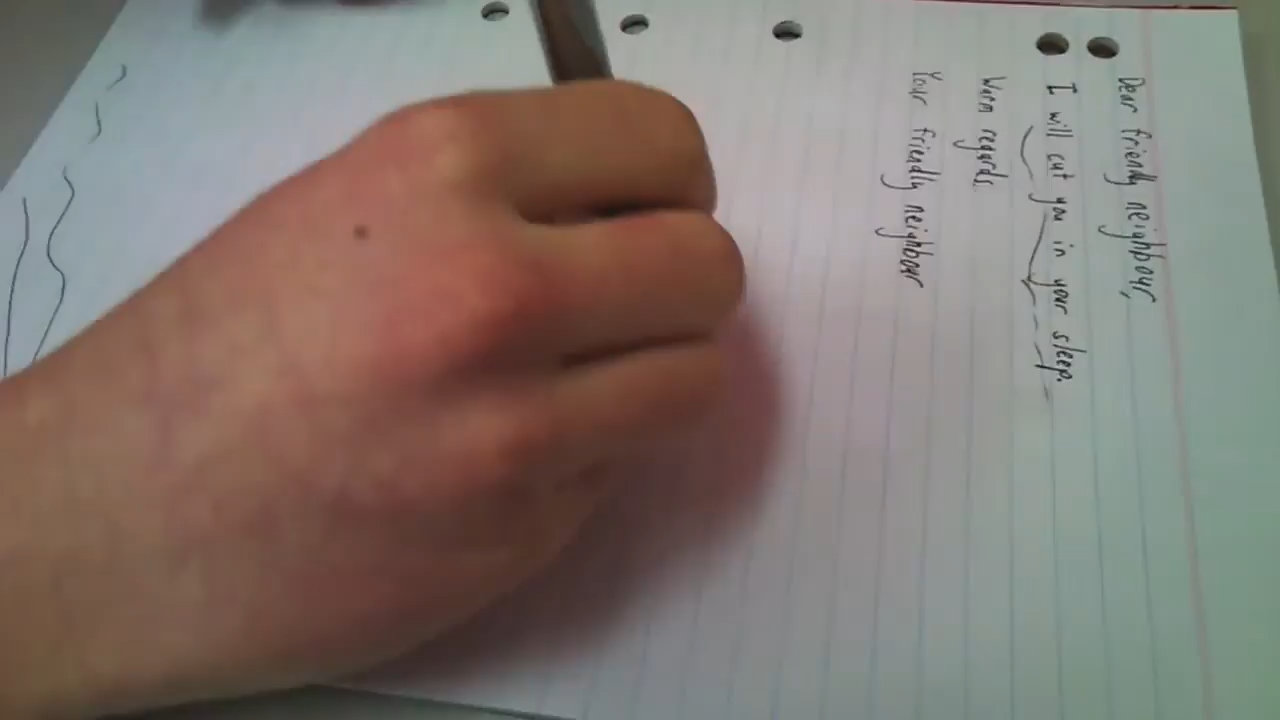 Dear friendly neighbour,
I will cut you in your sleep.
Warm regards
Your friendly neighbour